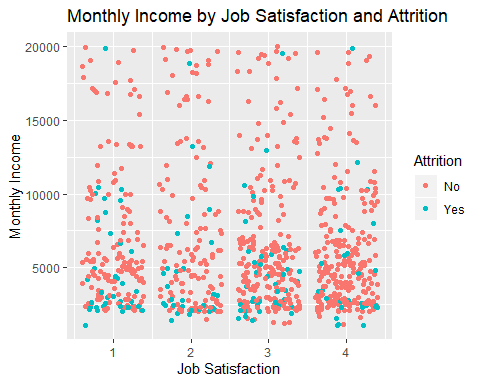 Monthly Income by Job Satisfaction and Attrition
20000
15000
10000
5000
Monthly Income
1 2 3 4
Job Satisfaction
Attrition
No
Yes